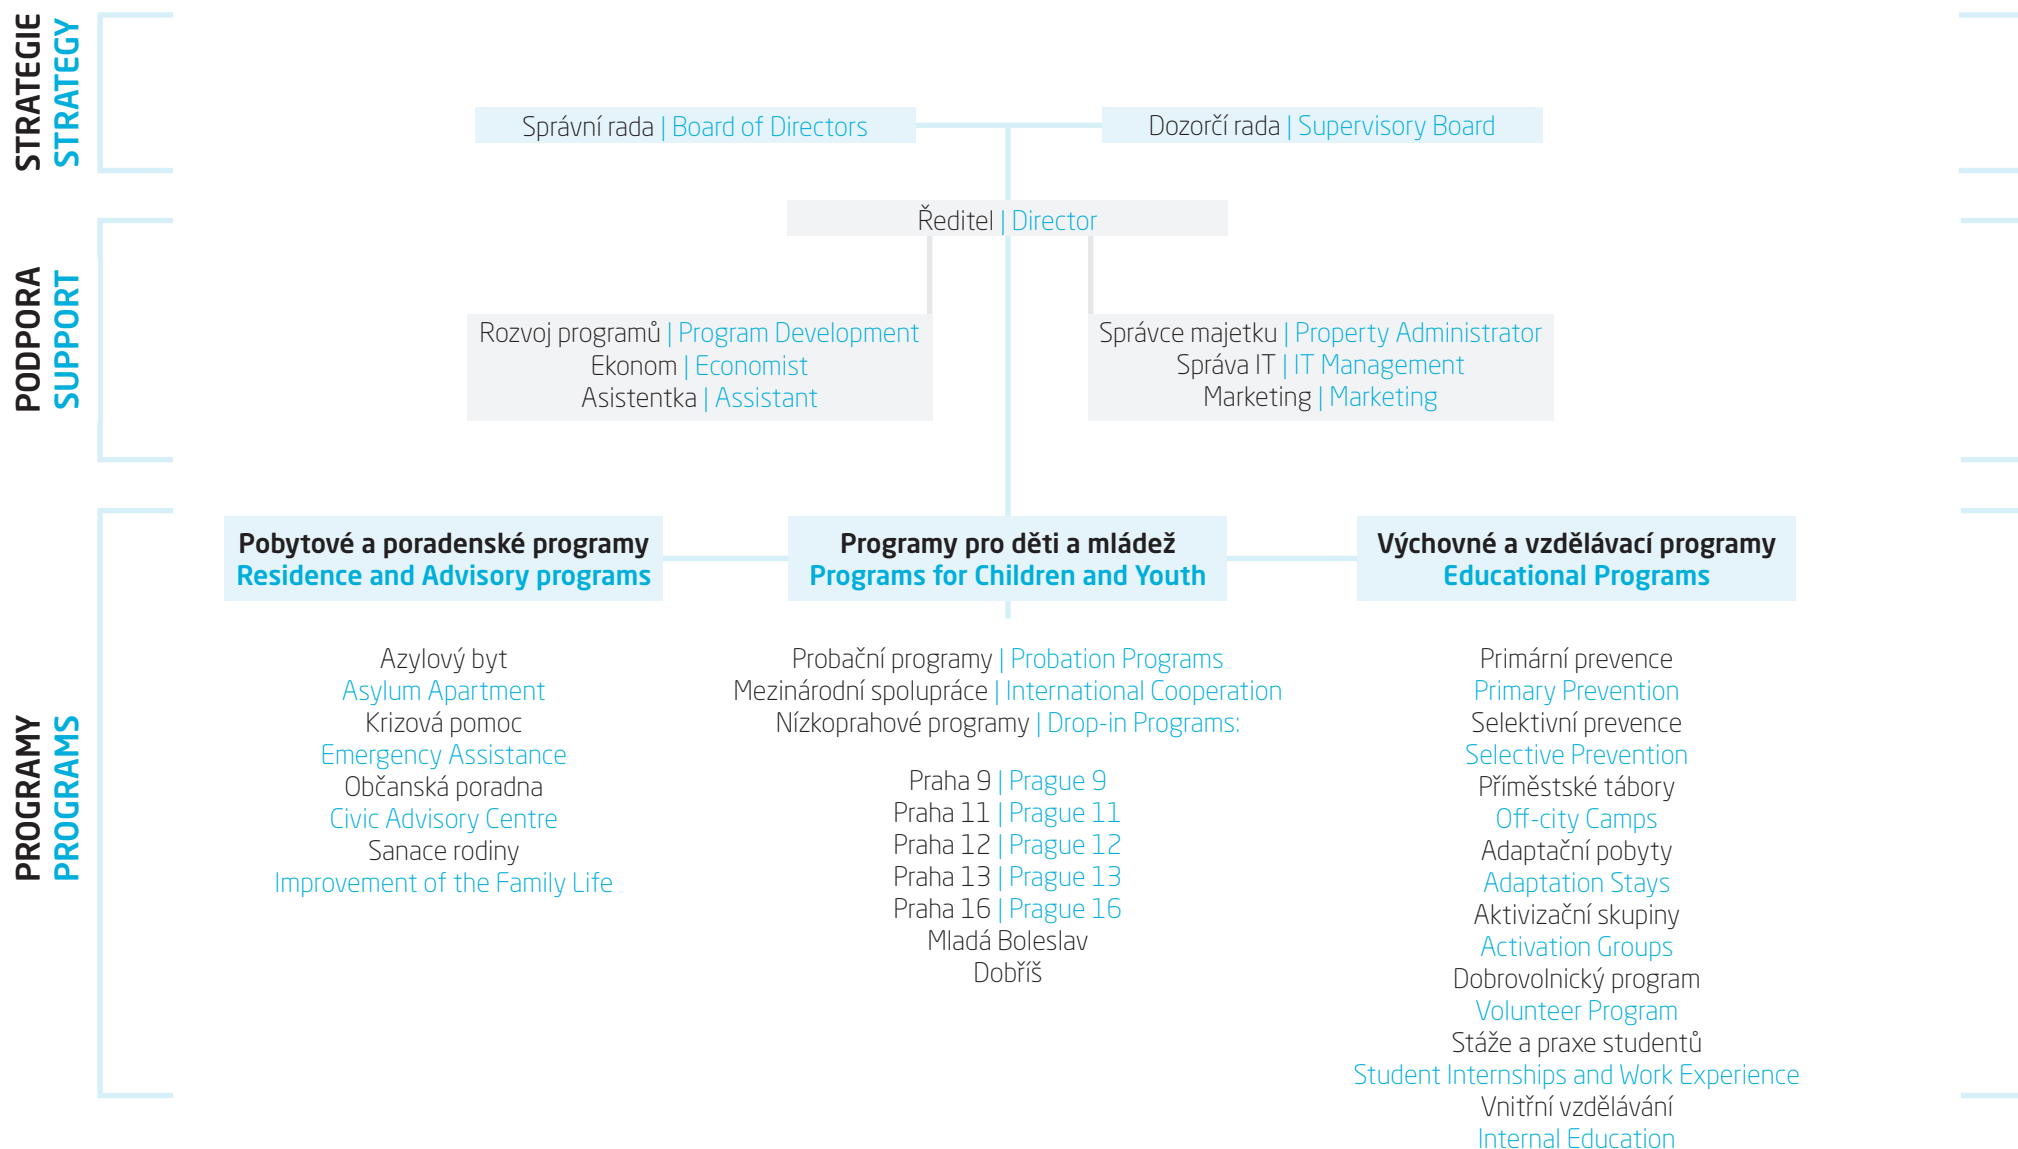 STRATEGIE
STRATEGY
Správní rada | Board of Directors
Dozorčí rada | Supervisory Board
PODPORA
SUPPORT
Ředitel | Director
Rozvoj programů | Program Development
Ekonom | Economist
Asistentka | Assistant
Správce majetku | Property Administrator
Správa IT | IT Management
Marketing | Marketing
PROGRAMY
PROGRAMS
Pobytové a poradenské programy
Residence and Advisory programs
Azylový byt
Asylum Apartment
Krizová pomoc
Emergency Assistance
Občanská poradna
Civic Advisory Centre
Sanace rodiny
Improvement of the Family Life
Programy pro děti a mládež
Programs for Children and Youth
Probační programy | Probation Programs
Mezinárodní spolupráce | International Cooperation
Nízkoprahové programy | Drop-in Programs:
Praha 9 | Prague 9
Praha 11 | Prague 11
Praha 12 | Prague 12
Praha 13 | Prague 13
Praha 16 | Prague 16
Mladá Boleslav
Dobříš
Výchovné a vzdělávací programy
Educational Programs
Primární prevence
Primary Prevention
Selektivní prevence
Selective Prevention
Příměstské tábory
Off-city Camps
Adaptační pobyty
Adaptation Stays
Aktivizační skupiny
Activation Groups
Dobrovolnický program
Volunteer Program
Stáže a praxe studentů
Student Internships and Work Experience
Vnitřní vzdělávání
Internal Education